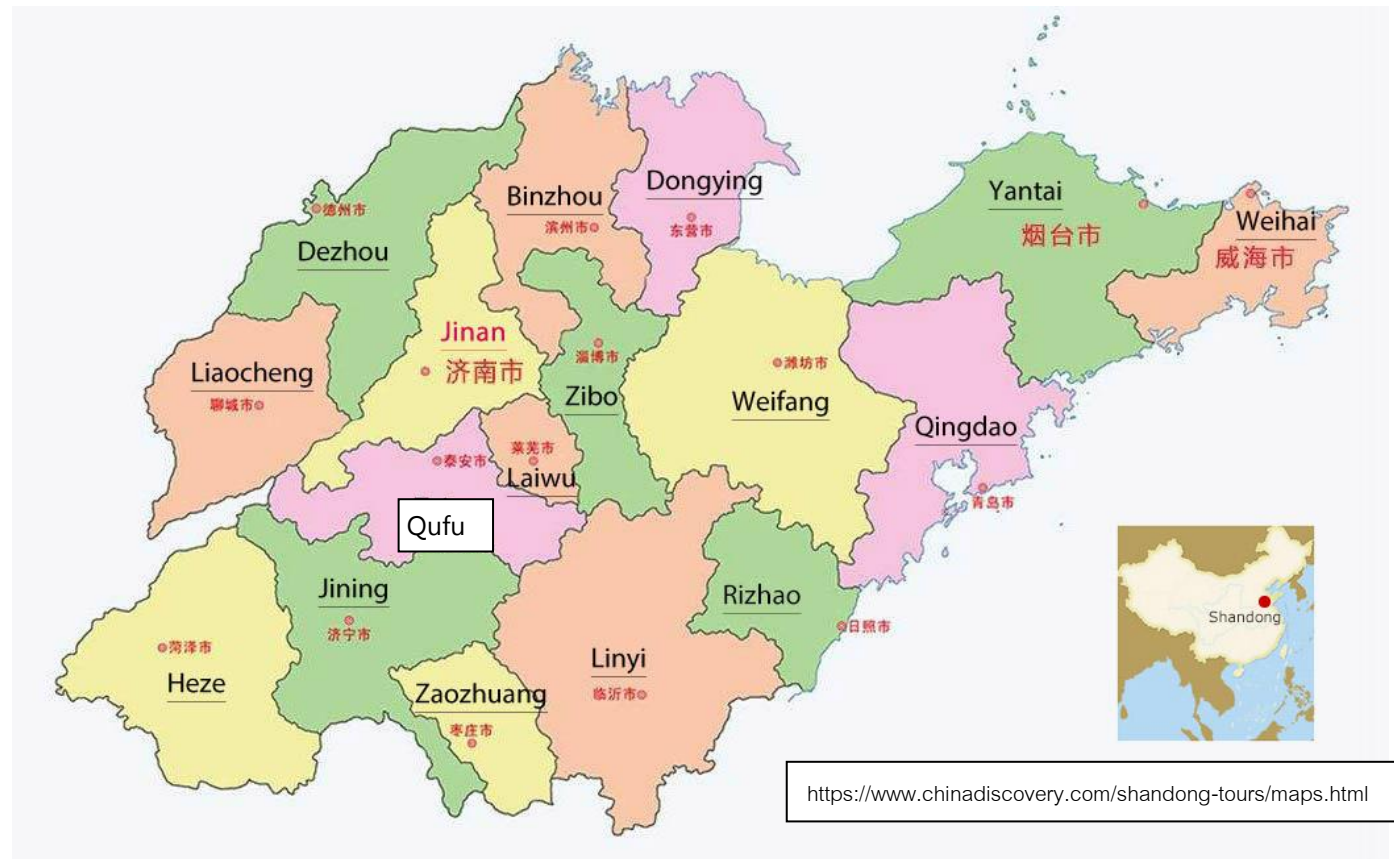 Binzhou
滨州市
Dongying
东营市
Yantai
烟台市
Weihai
威海市
德州市
Dezhou
Jinan
济南市
淄博市
Zibo
潍坊市
Weifang
Liaocheng
聊城市
Qingdao
青岛市
泰安市
莱芜市
Laiwu
Qufu
Jining
济宁市
Rizhao
日照市
Shandong
菏泽市
Heze
Linyi
临沂市
Zaozhuang
枣庄市
https://www.chinadiscovery.com/shandong-tours/maps.html